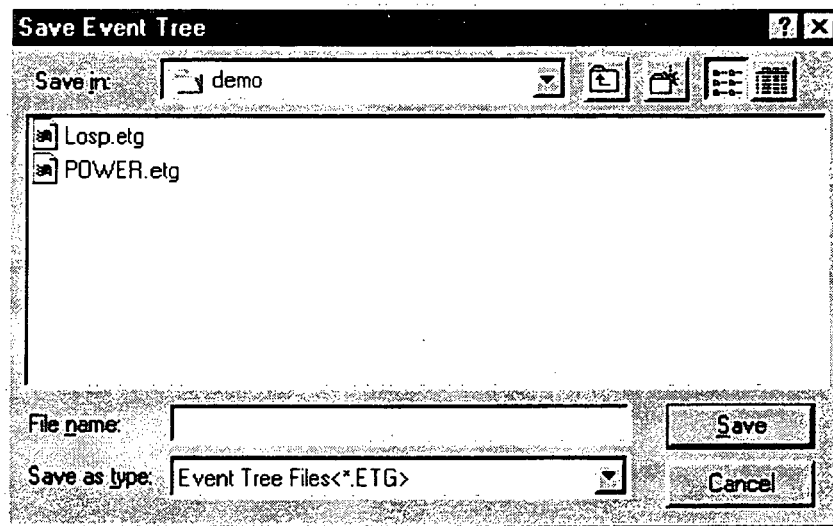 Save Event Tree
Save in: demo
Losp.etg
POWER.etg
File name: Save
Save as type: Event Tree Files<*.ETG> Cancel